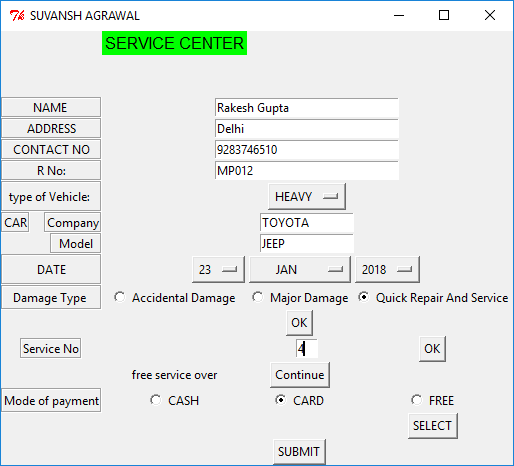 SUVANSH AGRAWAL
SERVICE CENTER
NAME Rakesh Gupta
ADDRESS Delhi
CONTACT NO 9283746510
R No: MP012
type of Vehicle: HEAVY
CAR Company TOYOTA
Model JEEP
DATE 23 JAN 2018
Damage Type Accidental Damage Major Damage Quick Repair And Service
OK
Service No 4 OK
free service over Continue
Mode of payment CASH CARD FREE
SELECT
SUBMIT